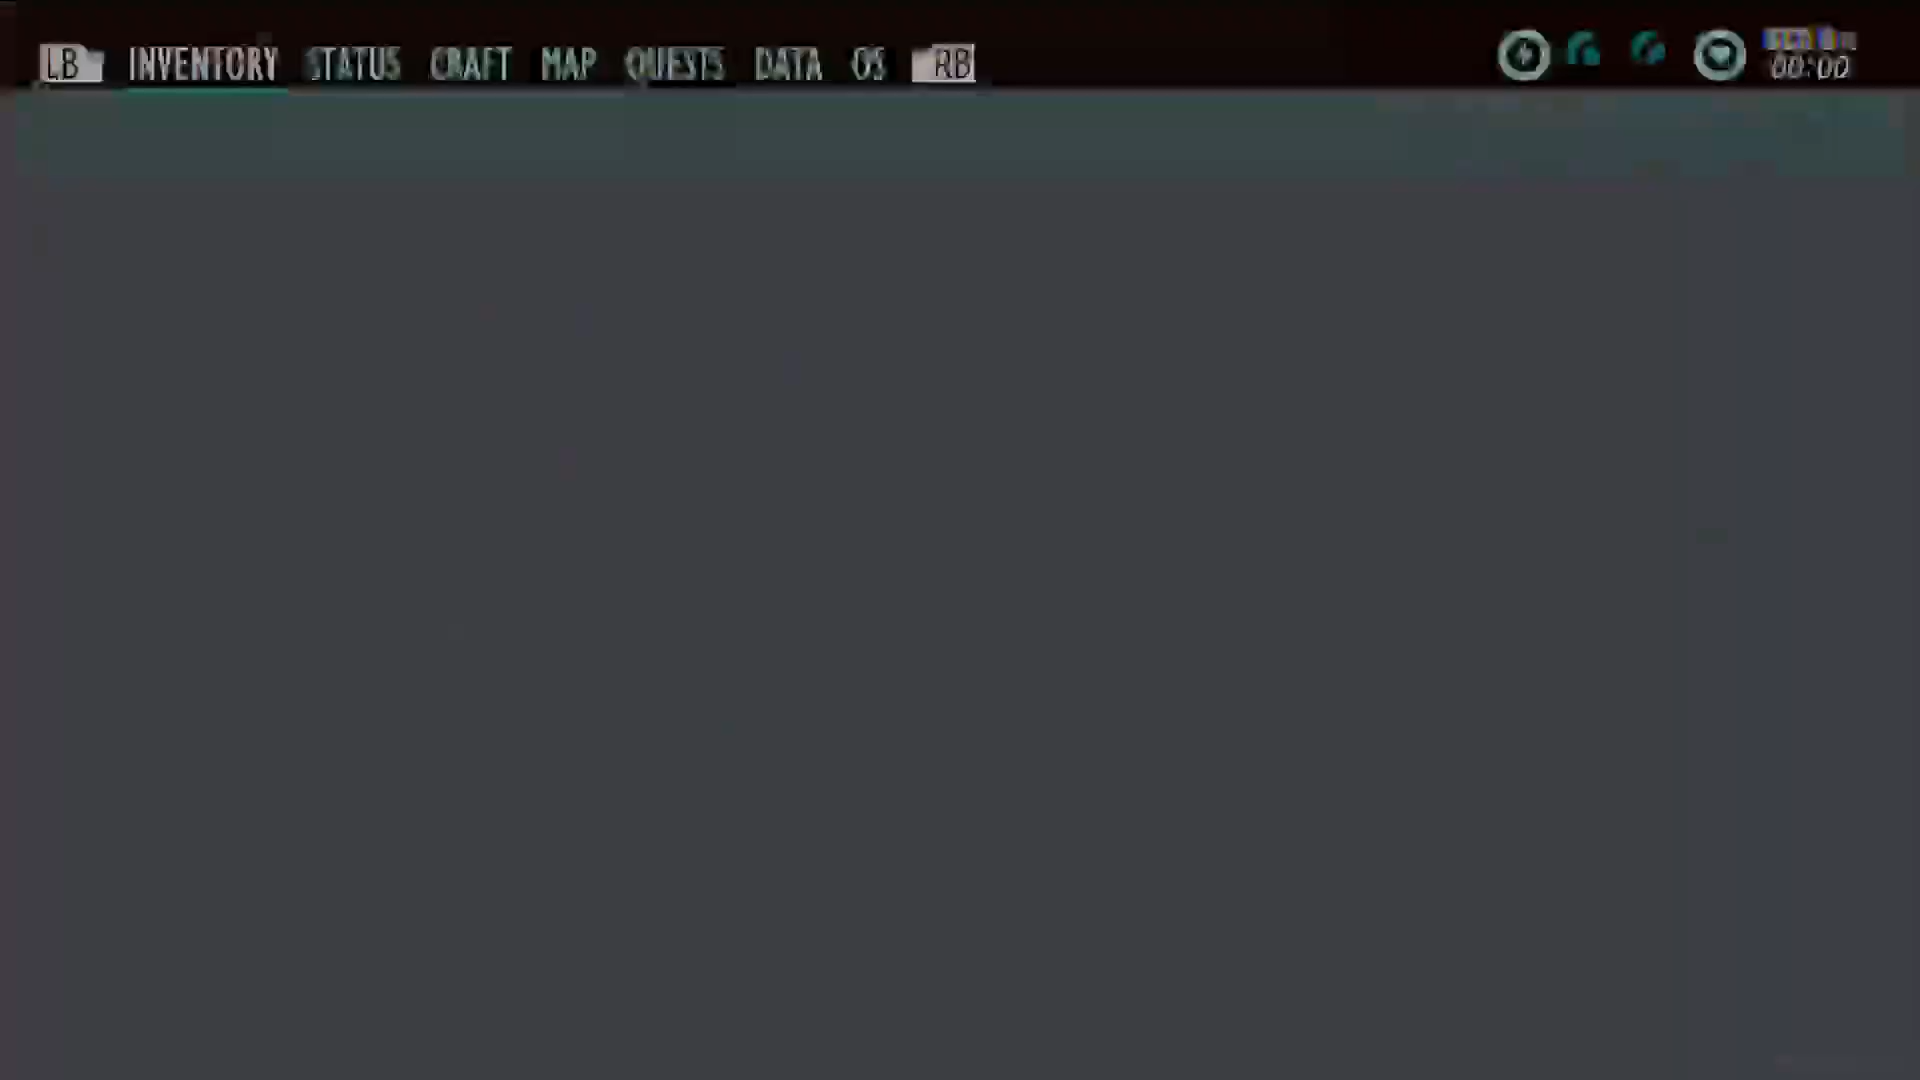 LB INVENTORY STATUS CRAFT MAP QUESTS DATA OS RB
00:00